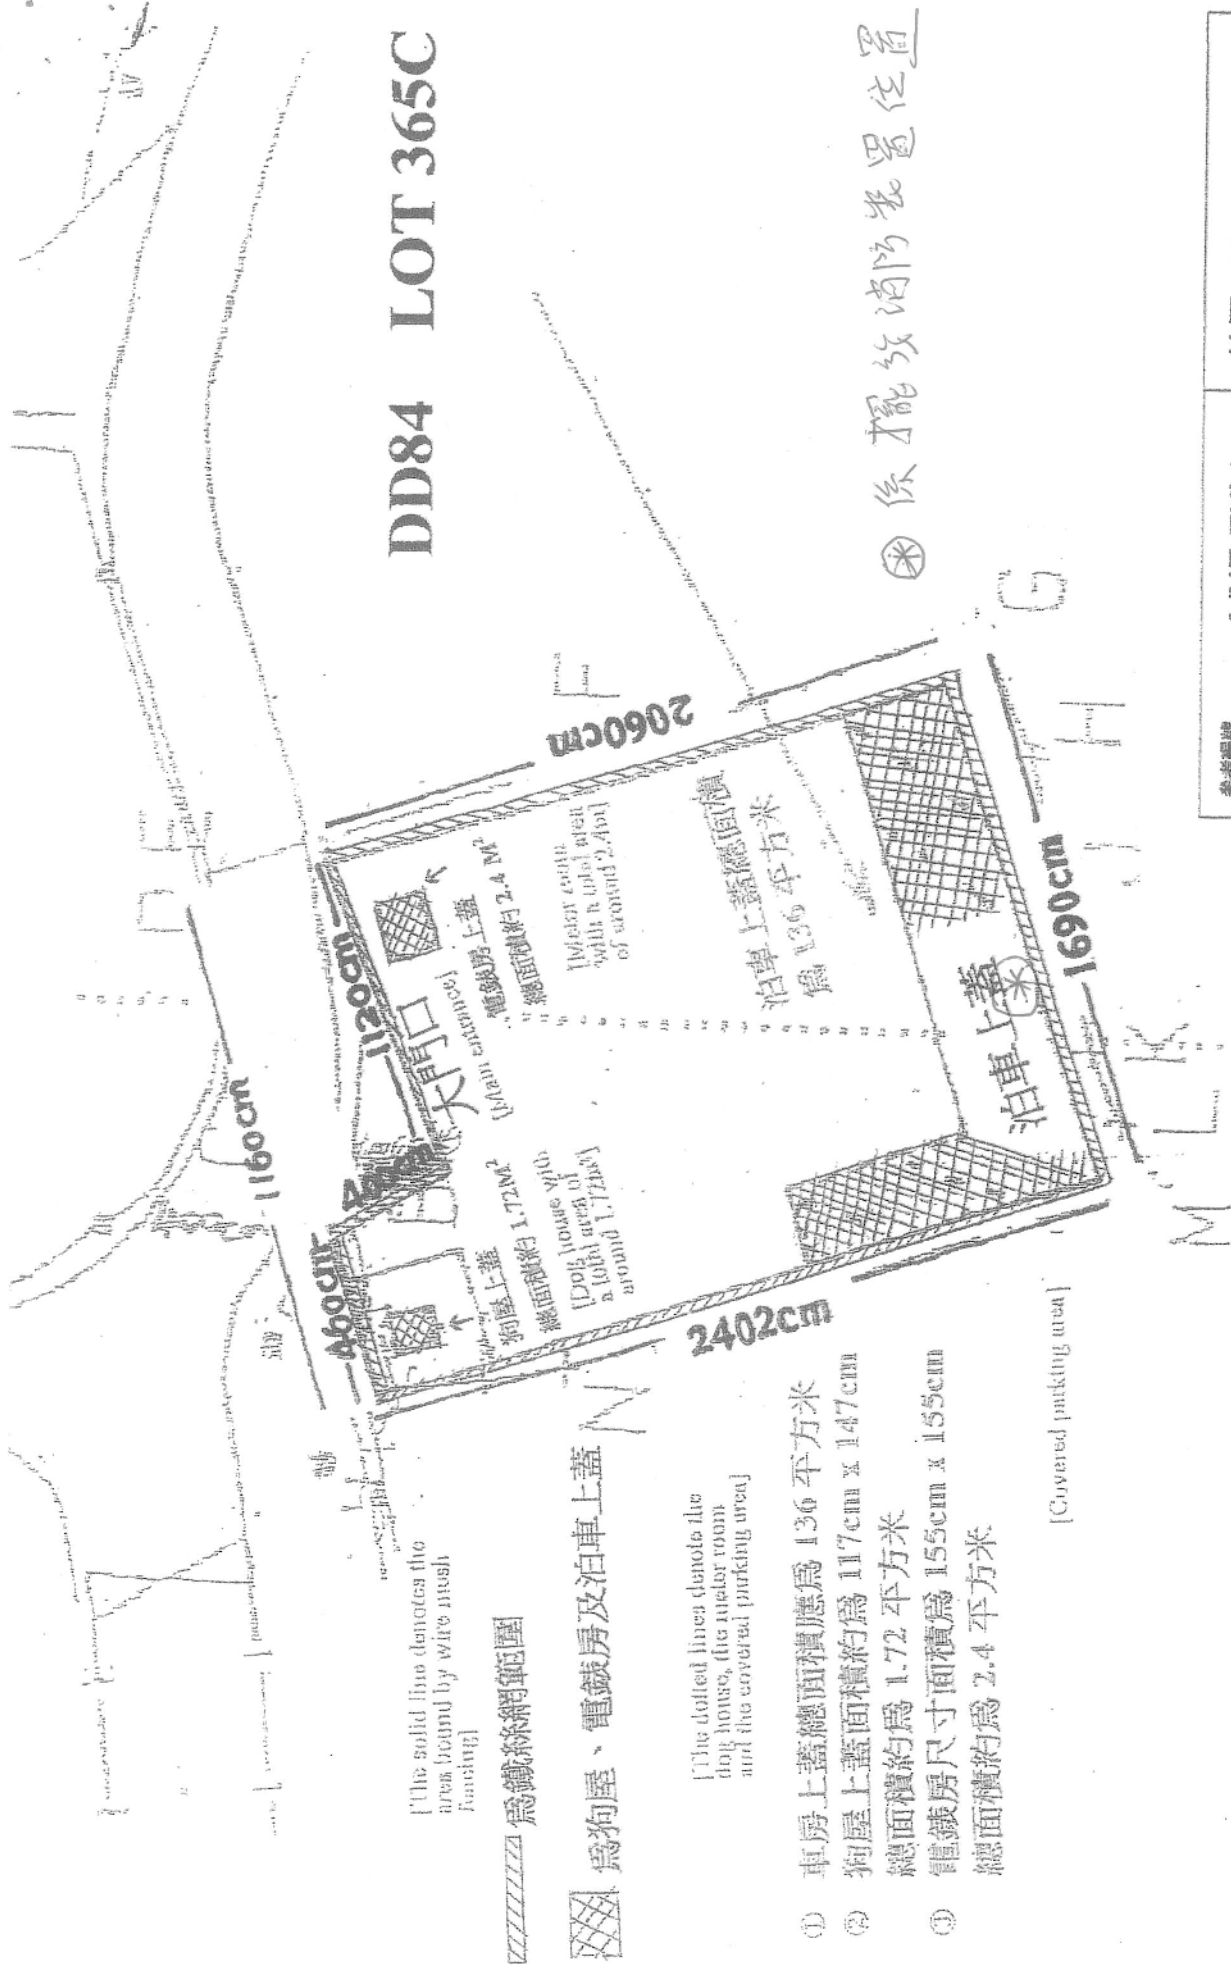 DD84 LOT 365C
⊛ 係擺放消防裝置位置
1160cm
460cm
1120cm
2060cm
2402cm
1690cm
大門口
[Main entrance]
電錶房上蓋
總面積約 2.4 M²
[Meter room
with a total area
of around 2.4m²]
狗屋上蓋
總面積約 1.72M²
[Dog house with
a total area of
around 1.72m²]
泊車上蓋總面積
為 136 平方米
泊車上蓋
⊛
F
G
H
K
L
M
N
[The solid line denotes the
area bound by wire mesh
fencing]
為鐵絲網範圍
為狗屋、電錶房及泊車上蓋
[The dotted lines denote the
dog house, the meter room
and the covered parking area]
① 車房上蓋總面積應為 136 平方米
② 狗屋上蓋面積約為 117cm x 147cm
總面積約為 1.72 平方米
③ 電錶房尺寸面積為 155cm x 155cm
總面積約為 2.4 平方米
[Covered parking area]
參考編號